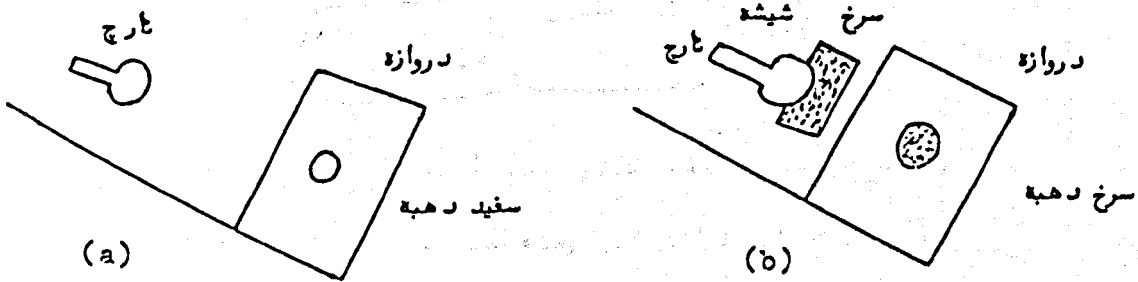 ٹارچ
دروازہ
سفید دھبہ
(a)
سرخ شیشہ
ٹارچ
دروازہ
سرخ دھبہ
(b)